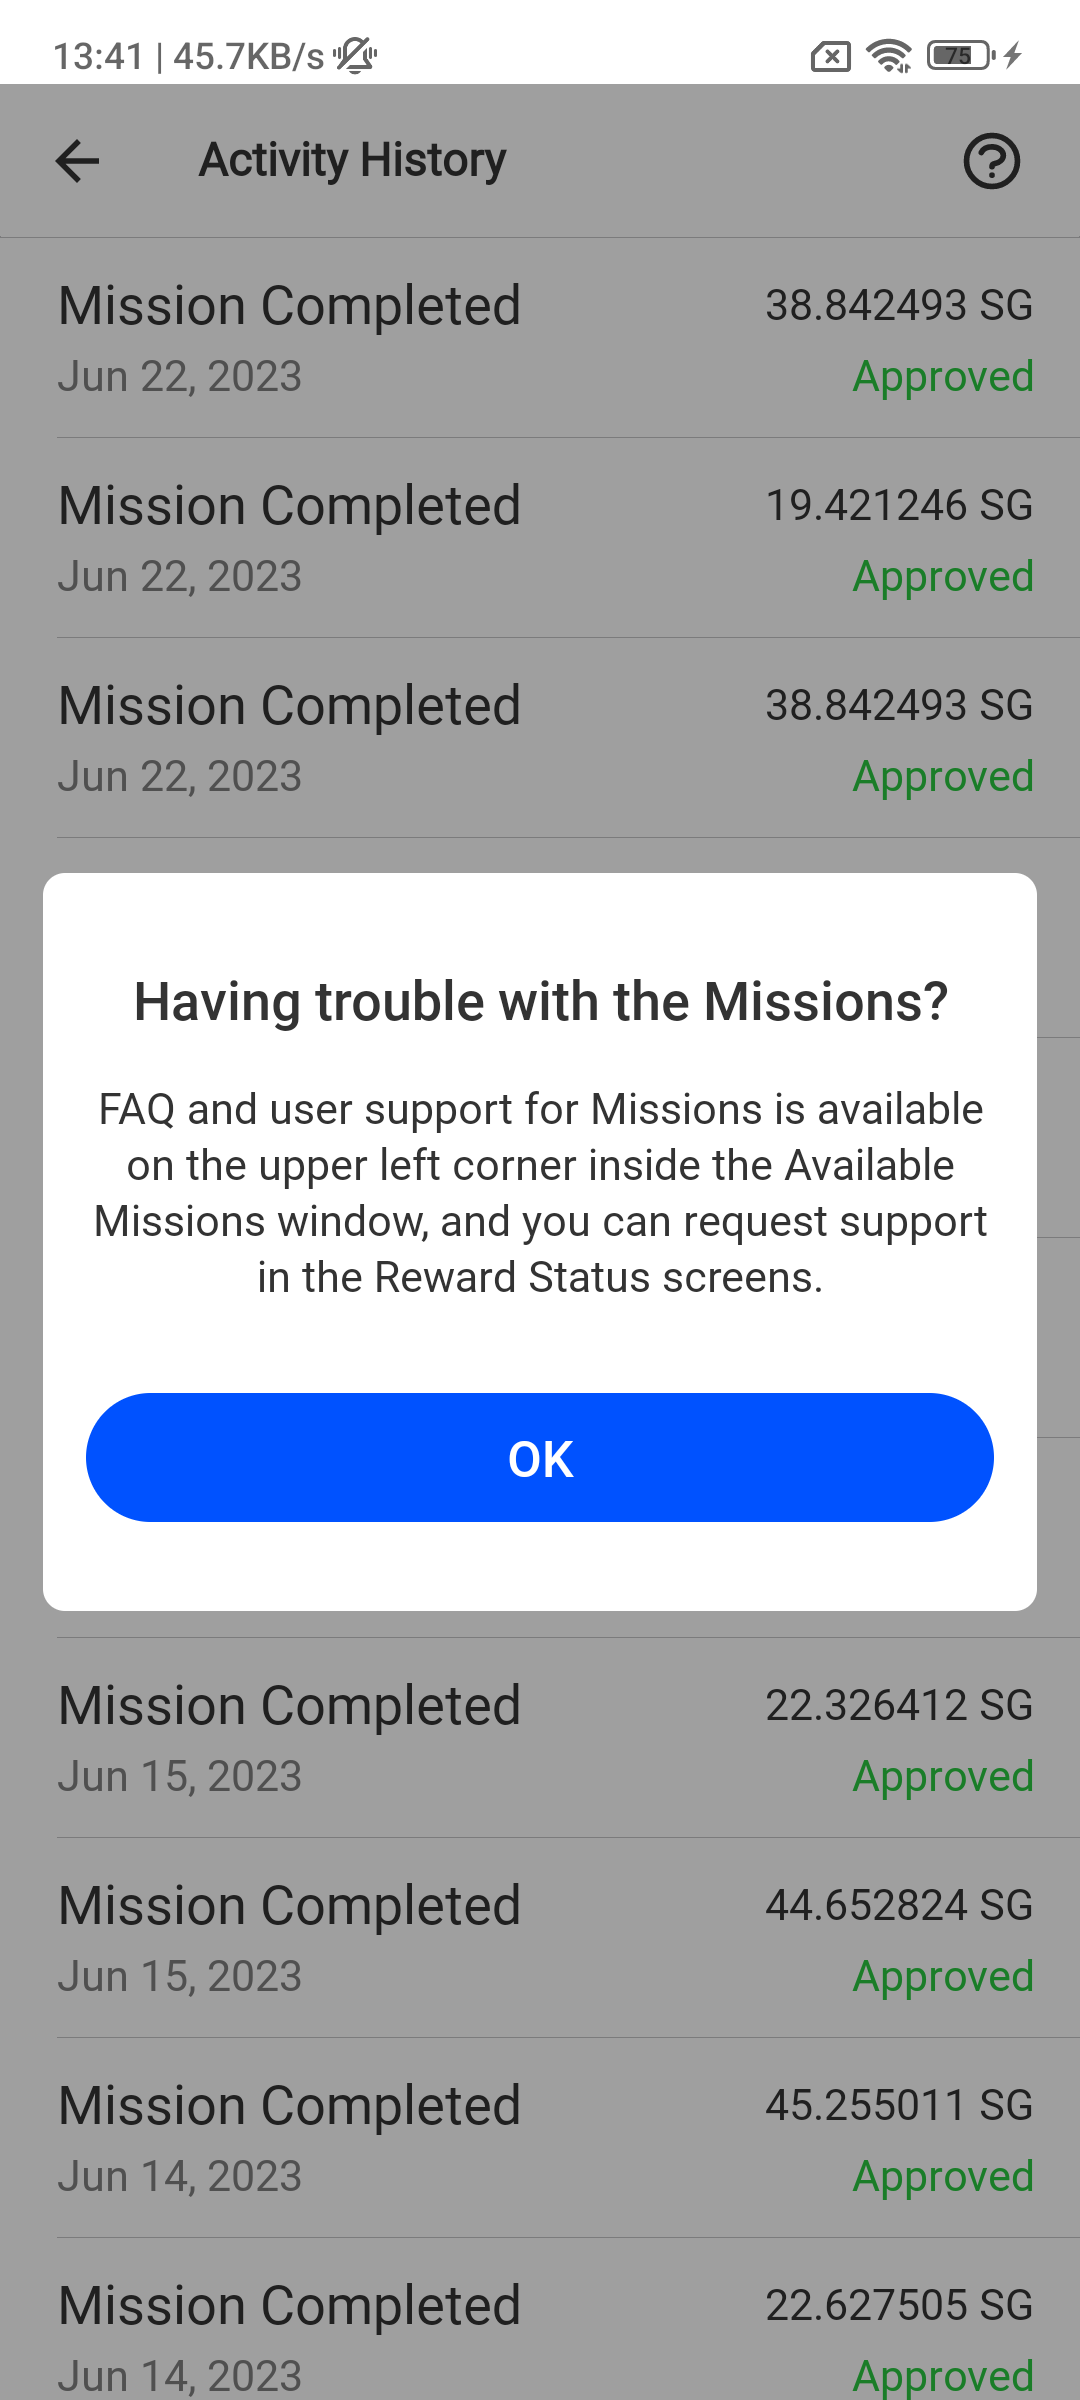 13:41 | 45.7KB/s
75
Activity History
Mission Completed 38.842493 SG
Jun 22, 2023 Approved
Mission Completed 19.421246 SG
Jun 22, 2023 Approved
Mission Completed 38.842493 SG
Jun 22, 2023 Approved
Having trouble with the Missions?
FAQ and user support for Missions is available
on the upper left corner inside the Available
Missions window, and you can request support
in the Reward Status screens.
OK
Mission Completed 22.326412 SG
Jun 15, 2023 Approved
Mission Completed 44.652824 SG
Jun 15, 2023 Approved
Mission Completed 45.255011 SG
Jun 14, 2023 Approved
Mission Completed 22.627505 SG
Jun 14, 2023 Approved